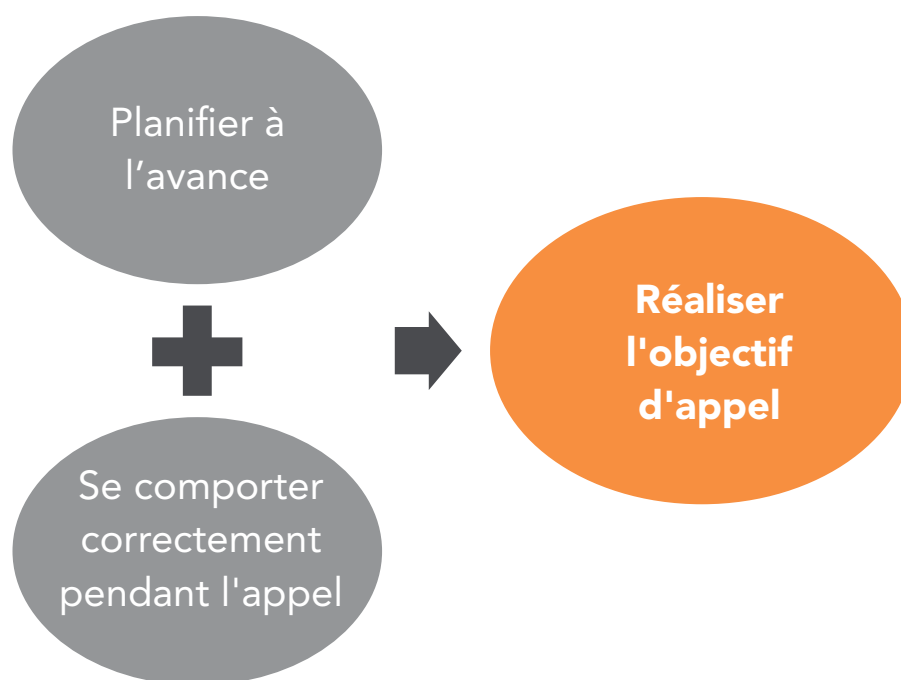 Planifier à
l’avance
Se comporter
correctement
pendant l'appel
Réaliser
l'objectif
d'appel